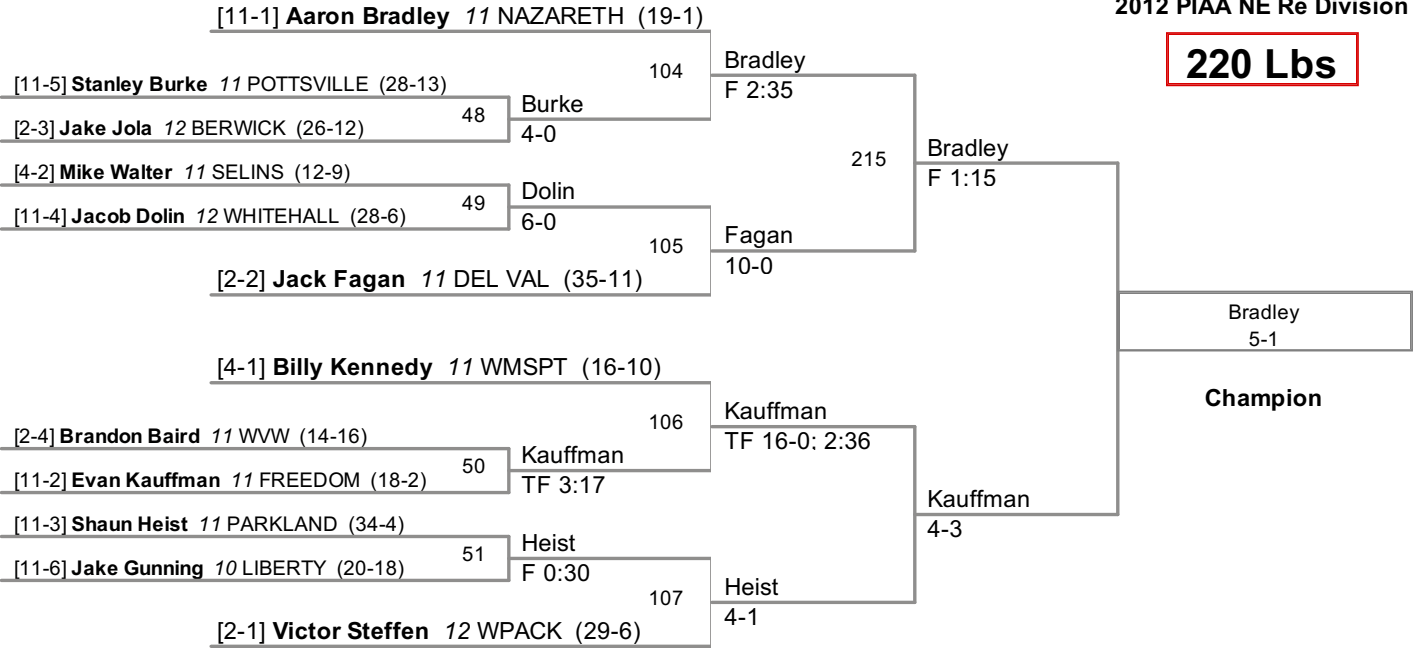 2012 PIAA NE Re Division
220 Lbs
[11-1] Aaron Bradley 11 NAZARETH (19-1)
104
Bradley
F 2:35
[11-5] Stanley Burke 11 POTTSVILLE (28-13)
48
Burke
4-0
[2-3] Jake Jola 12 BERWICK (26-12)
215
Bradley
F 1:15
[4-2] Mike Walter 11 SELINS (12-9)
49
Dolin
6-0
[11-4] Jacob Dolin 12 WHITEHALL (28-6)
105
Fagan
10-0
[2-2] Jack Fagan 11 DEL VAL (35-11)
Bradley
5-1
Champion
[4-1] Billy Kennedy 11 WMSPT (16-10)
106
Kauffman
TF 16-0; 2:36
[2-4] Brandon Baird 11 WVW (14-16)
50
Kauffman
TF 3:17
[11-2] Evan Kauffman 11 FREEDOM (18-2)
Kauffman
4-3
[11-3] Shaun Heist 11 PARKLAND (34-4)
51
Heist
F 0:30
[11-6] Jake Gunning 10 LIBERTY (20-18)
107
Heist
4-1
[2-1] Victor Steffen 12 WPACK (29-6)